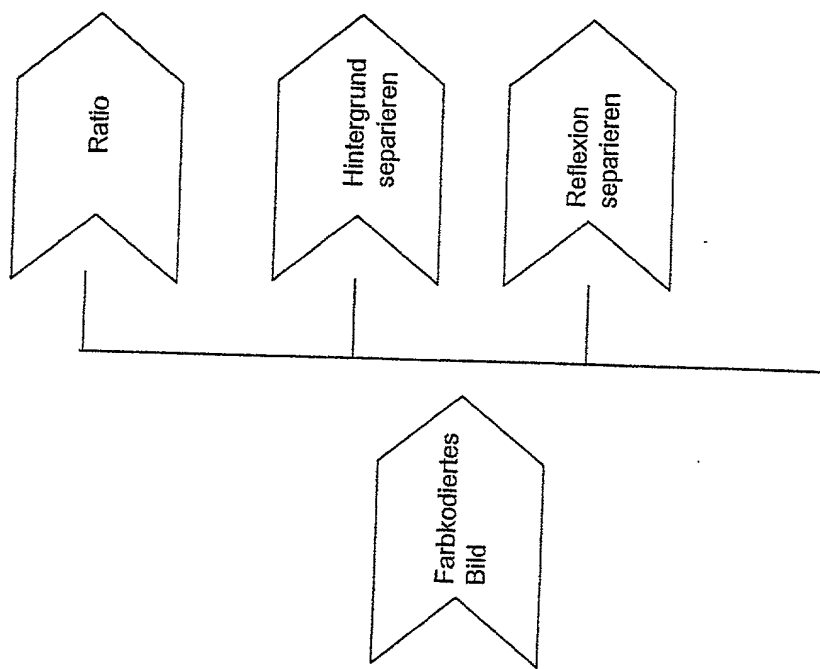 Ratio
Hintergrund
separieren
Reflexion
separieren
Farbkodiertes
Bild